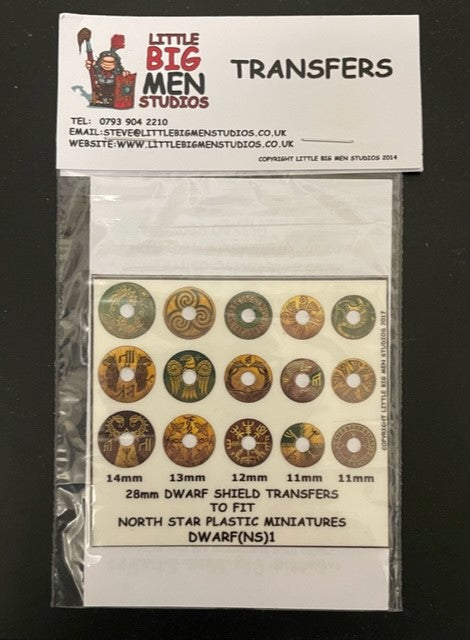 LITTLE
BIG
MEN
STUDIOS
TRANSFERS
TEL: 0793 904 2210
EMAIL:STEVE@LITTLEBIGMENSTUDIOS.CO.UK
WEBSITE:WWW.LITTLEBIGMENSTUDIOS.CO.UK
COPYRIGHT LITTLE BIG MEN STUDIOS 2014
COPYRIGHT LITTLE BIG MEN STUDIOS 2017
14mm 13mm 12mm 11mm 11mm
28mm DWARF SHIELD TRANSFERS
TO FIT
NORTH STAR PLASTIC MINIATURES
DWARF(NS)1